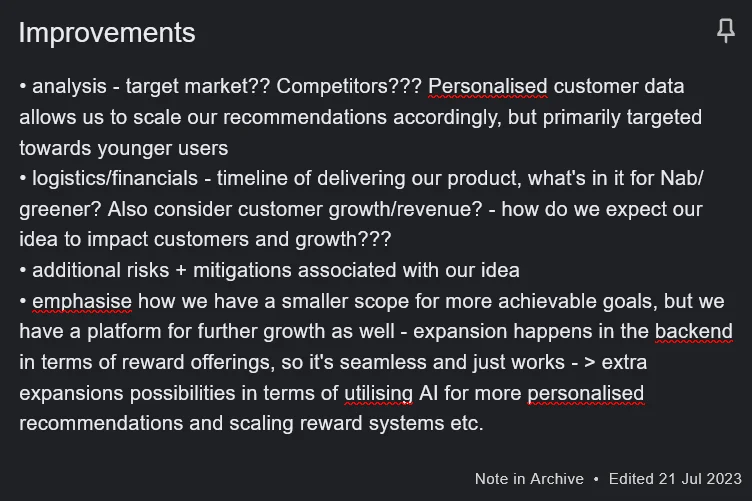 Improvements
• analysis - target market?? Competitors??? Personalised customer data
allows us to scale our recommendations accordingly, but primarily targeted
towards younger users
• logistics/financials - timeline of delivering our product, what's in it for Nab/
greener? Also consider customer growth/revenue? - how do we expect our
idea to impact customers and growth???
• additional risks + mitigations associated with our idea
• emphasise how we have a smaller scope for more achievable goals, but we
have a platform for further growth as well - expansion happens in the backend
in terms of reward offerings, so it's seamless and just works - > extra
expansions possibilities in terms of utilising AI for more personalised
recommendations and scaling reward systems etc.
Note in Archive • Edited 21 Jul 2023